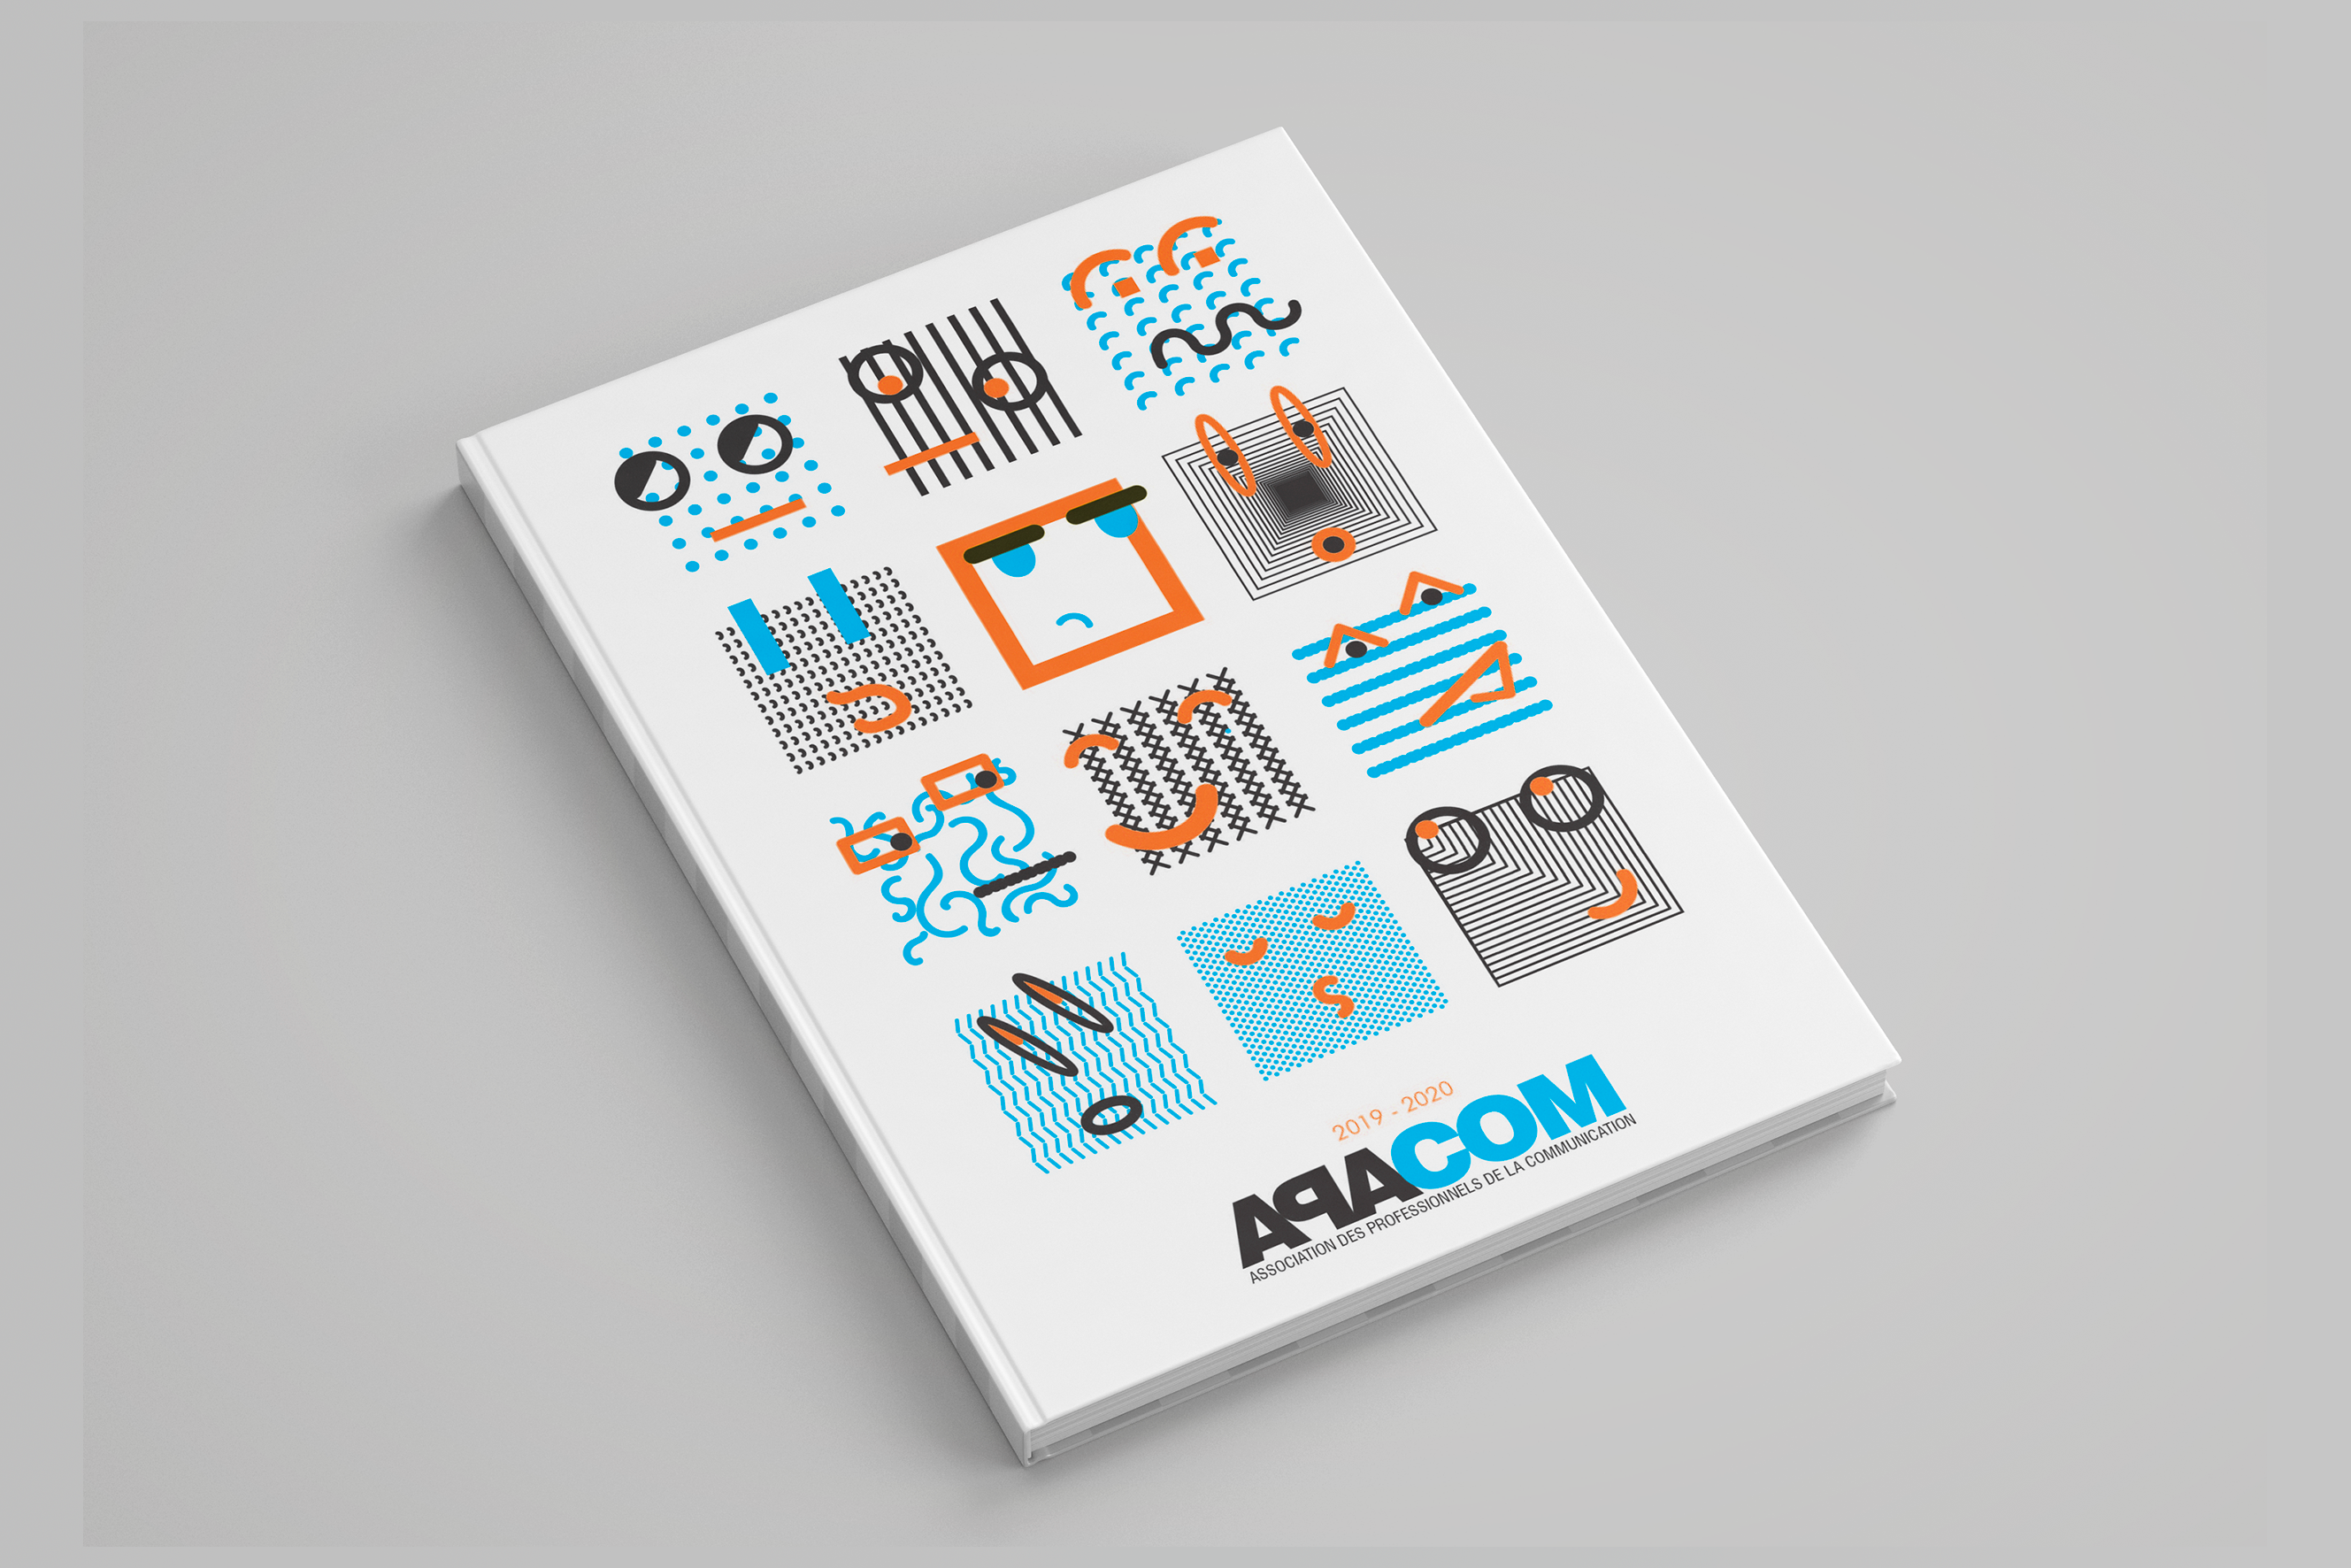 2019 - 2020
APACOM
ASSOCIATION DES PROFESSIONNELS DE LA COMMUNICATION